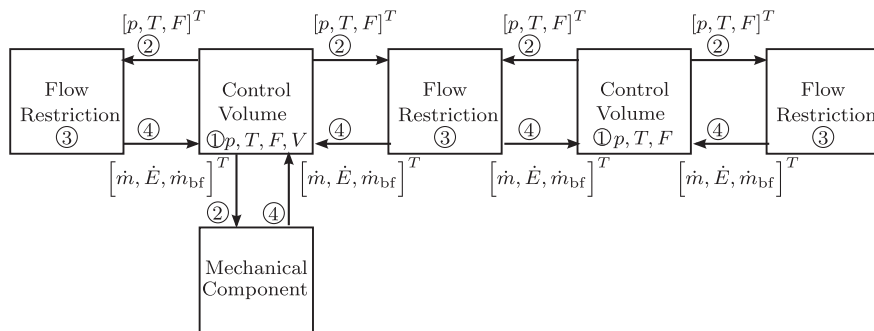 [p, T, F]^T [p, T, F]^T [p, T, F]^T [p, T, F]^T
② ② ② ②
Flow Restriction ③
Control Volume ①p, T, F, V
Flow Restriction ③
Control Volume ① p, T, F
Flow Restriction ③
④ ④ ④ ④
[ṁ, Ė, ṁ_bf]^T [ṁ, Ė, ṁ_bf]^T [ṁ, Ė, ṁ_bf]^T [ṁ, Ė, ṁ_bf]^T
② ④
Mechanical
Component